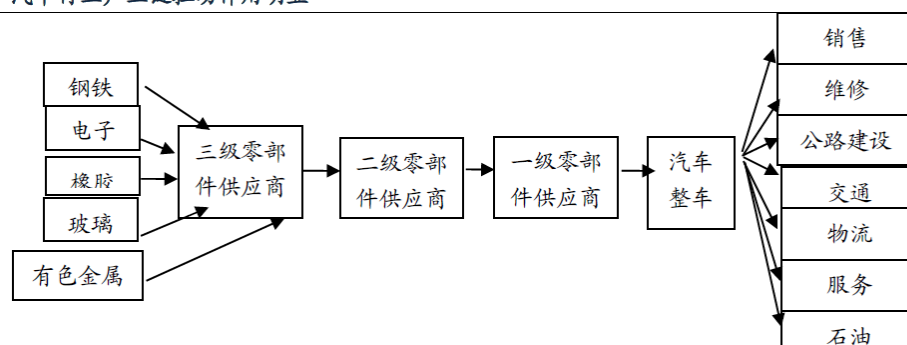 钢铁
电子
橡胶
玻璃
有色金属
三级零部
件供应商
二级零部
件供应商
一级零部
件供应商
汽车
整车
销售
维修
公路建设
交通
物流
服务
石油